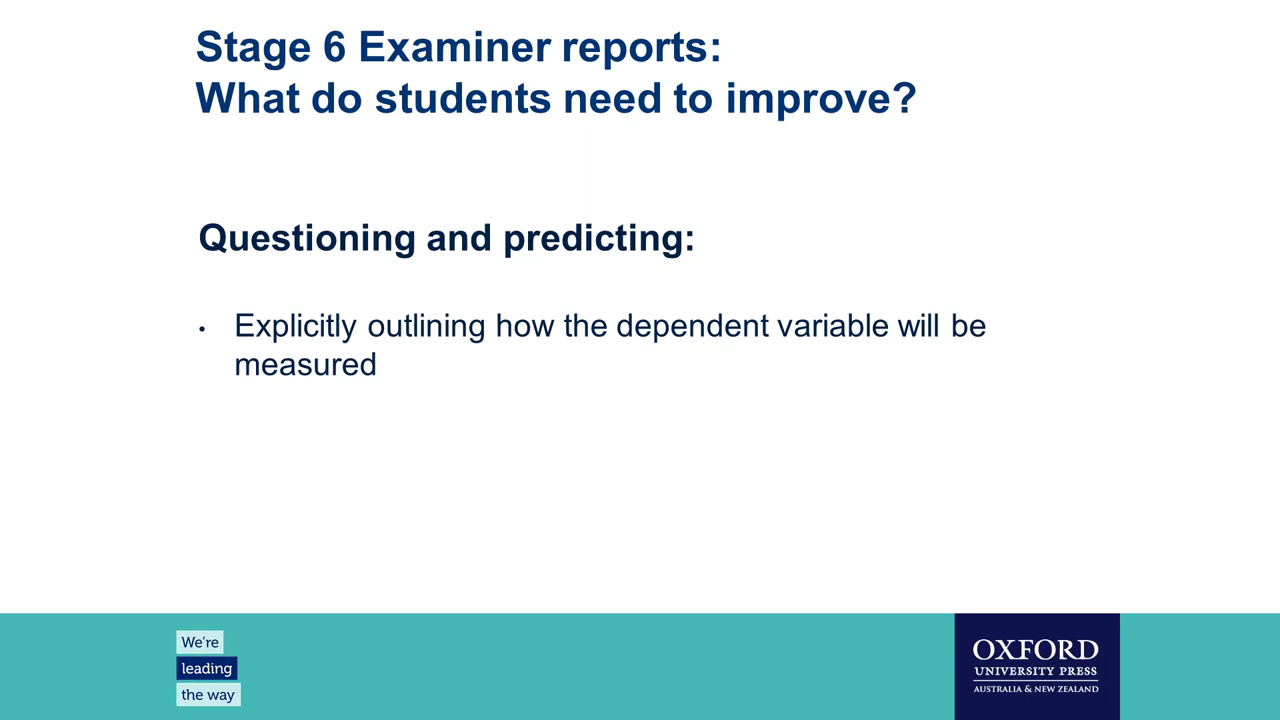 Stage 6 Examiner reports:
What do students need to improve?
Questioning and predicting:
• Explicitly outlining how the dependent variable will be
measured
We're
leading
the way
OXFORD
UNIVERSITY PRESS
AUSTRALIA & NEW ZEALAND